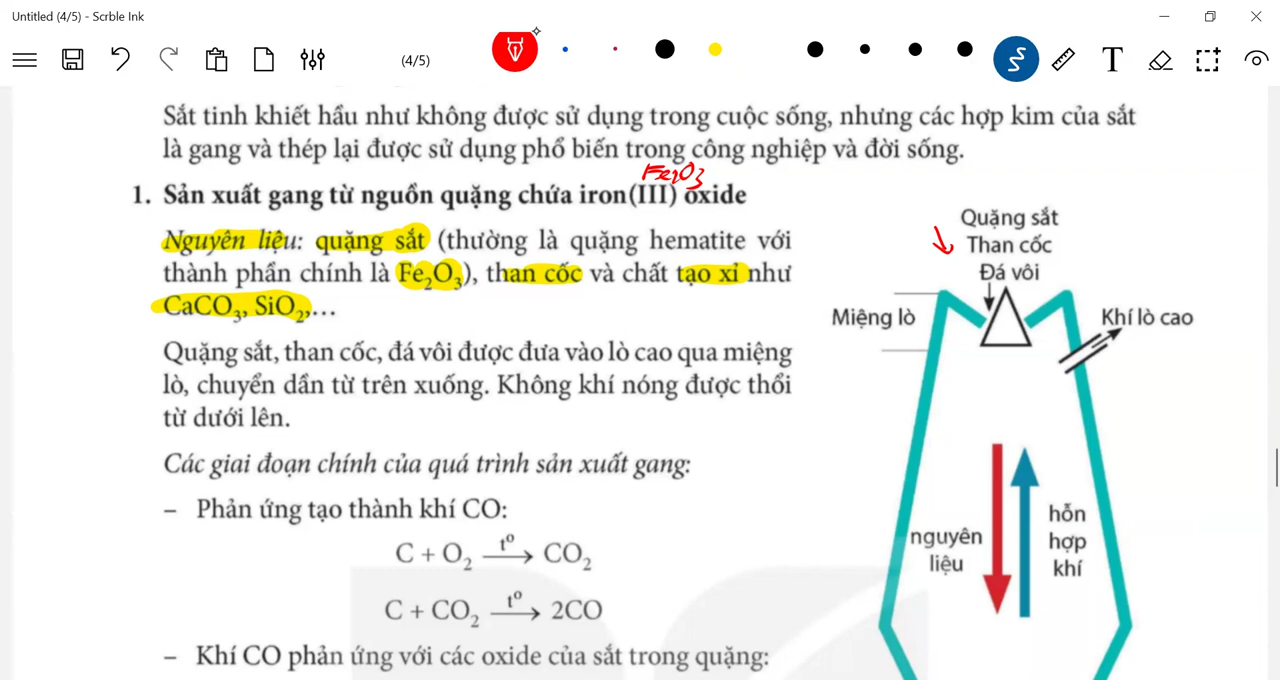 Untitled (4/5) - Scrble Ink
(4/5)
T
Sắt tinh khiết hầu như không được sử dụng trong cuộc sống, nhưng các hợp kim của sắt
là gang và thép lại được sử dụng phổ biến trong công nghiệp và đời sống.
Fe2O3
1. Sản xuất gang từ nguồn quặng chứa iron(III) oxide
Nguyên liệu: quặng sắt (thường là quặng hematite với
thành phần chính là Fe₂O₃), than cốc và chất tạo xỉ như
CaCO₃, SiO₂,…
Quặng sắt, than cốc, đá vôi được đưa vào lò cao qua miệng
lò, chuyển dần từ trên xuống. Không khí nóng được thổi
từ dưới lên.
Các giai đoạn chính của quá trình sản xuất gang:
– Phản ứng tạo thành khí CO:
C + O₂ —t°→ CO₂
C + CO₂ —t°→ 2CO
– Khí CO phản ứng với các oxide của sắt trong quặng:
Quặng sắt
Than cốc
Đá vôi
Miệng lò
Khí lò cao
nguyên
liệu
hỗn
hợp
khí